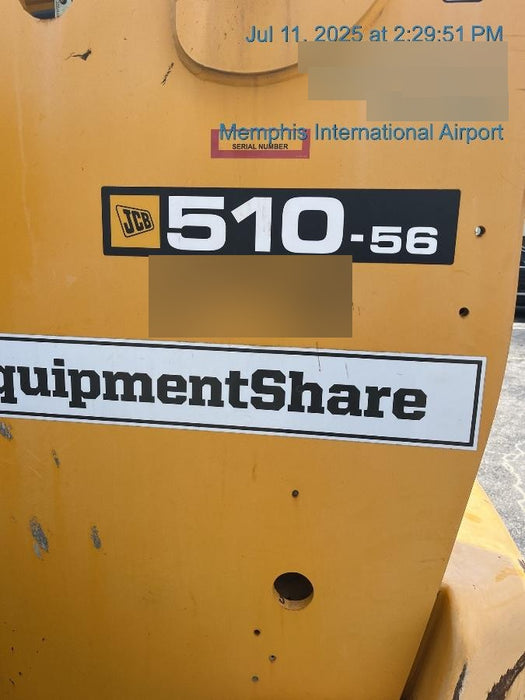 Jul 11, 2025 at 2:29:51 PM
Memphis International Airport
SERIAL NUMBER
JCB 510-56
quipmentShare